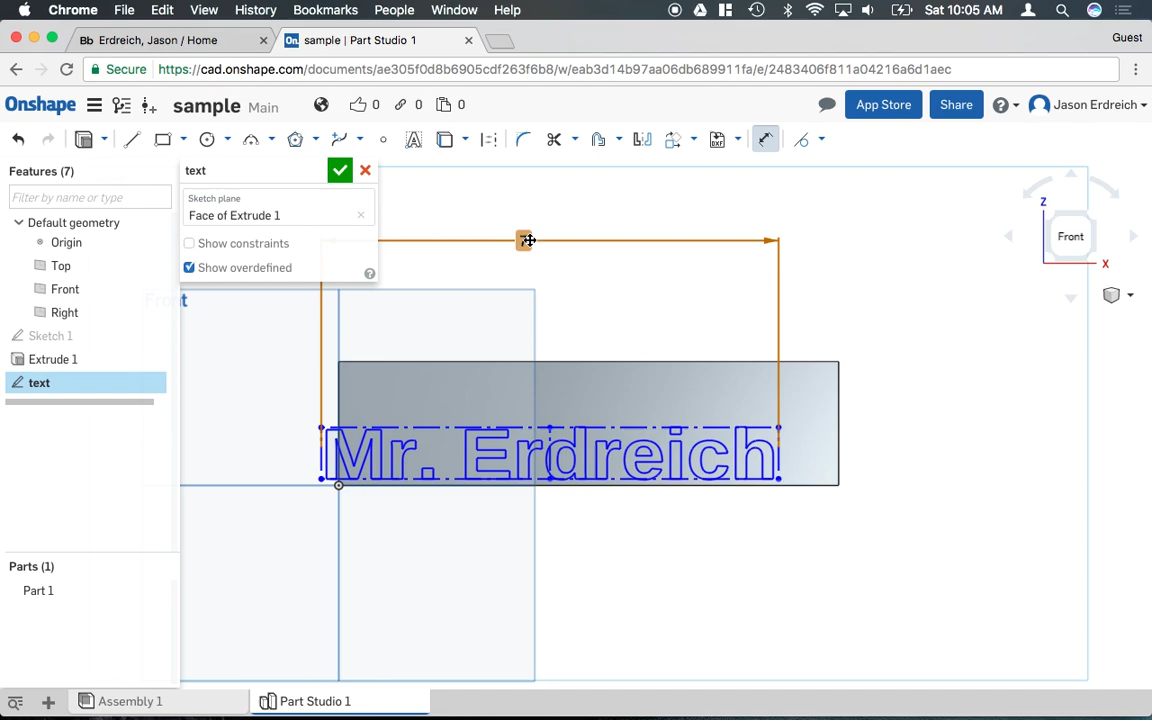 Chrome File Edit View History Bookmarks People Window Help Sat 10:05 AM
Bb Erdreich, Jason / Home On. sample | Part Studio 1 Guest
Secure https://cad.onshape.com/documents/ae305f0d8b6905cdf263f6b8/w/eab3d14b97aa06db689911fa/e/2483406f811a04216a6d1aec
Onshape sample Main 0 0 0 App Store Share Jason Erdreich
A DXF
Features (7)
Filter by name or type
Default geometry
Origin
Top
Front
Right
Sketch 1
Extrude 1
text
text
Sketch plane
Face of Extrude 1
Show constraints
Show overdefined
Front
Mr. Erdreich
Z
Front
X
Parts (1)
Part 1
Assembly 1 Part Studio 1